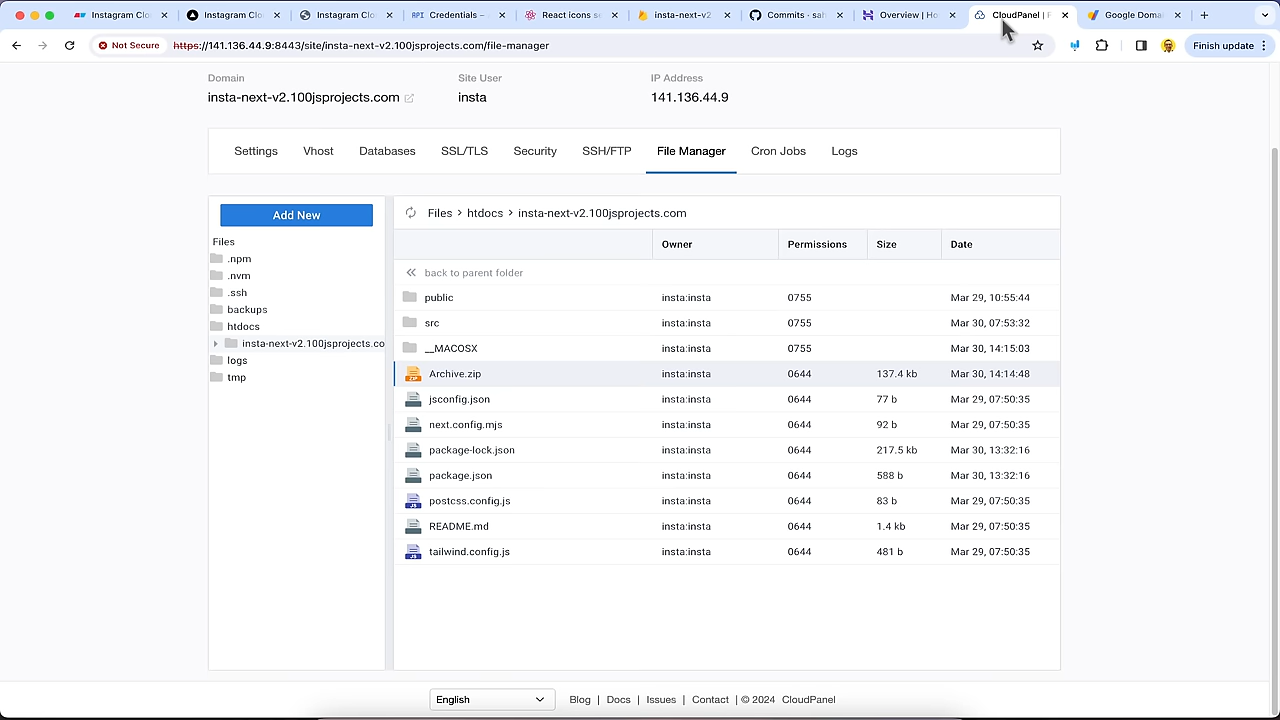 Instagram Clo
Instagram Clo
Instagram Clo
API
Credentials
React icons se
insta-next-v2
Commits - sah
Overview | Ho
CloudPanel | F
Google Doma
Not Secure
https://141.136.44.9:8443/site/insta-next-v2.100jsprojects.com/file-manager
Finish update
Domain
Site User
IP Address
insta-next-v2.100jsprojects.com
insta
141.136.44.9
Settings
Vhost
Databases
SSL/TLS
Security
SSH/FTP
File Manager
Cron Jobs
Logs
Add New
Files
.npm
.nvm
.ssh
backups
htdocs
insta-next-v2.100jsprojects.co
logs
tmp
Files > htdocs > insta-next-v2.100jsprojects.com
Owner Permissions Size Date
back to parent folder
public insta:insta 0755 Mar 29, 10:55:44
src insta:insta 0755 Mar 30, 07:53:32
__MACOSX insta:insta 0755 Mar 30, 14:15:03
ZIP Archive.zip insta:insta 0644 137.4 kb Mar 30, 14:14:48
jsconfig.json insta:insta 0644 77 b Mar 29, 07:50:35
next.config.mjs insta:insta 0644 92 b Mar 29, 07:50:35
package-lock.json insta:insta 0644 217.5 kb Mar 30, 13:32:16
package.json insta:insta 0644 588 b Mar 30, 13:32:16
JS postcss.config.js insta:insta 0644 83 b Mar 29, 07:50:35
README.md insta:insta 0644 1.4 kb Mar 29, 07:50:35
JS tailwind.config.js insta:insta 0644 481 b Mar 29, 07:50:35
English
Blog | Docs | Issues | Contact | © 2024 CloudPanel